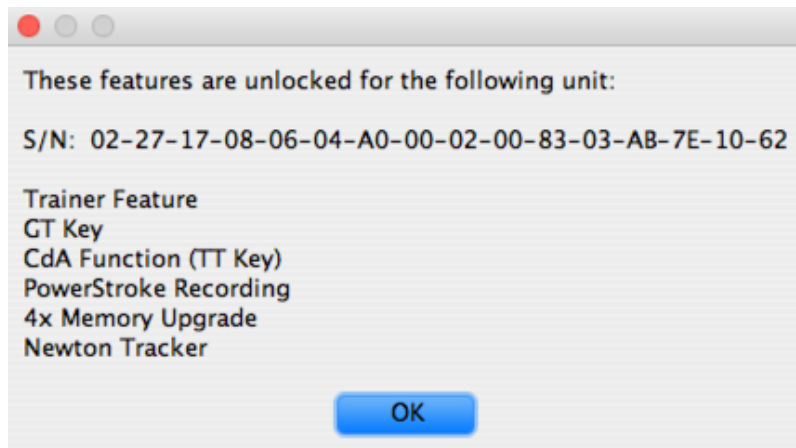 These features are unlocked for the following unit:
S/N: 02-27-17-08-06-04-A0-00-02-00-83-03-AB-7E-10-62
Trainer Feature
GT Key
CdA Function (TT Key)
PowerStroke Recording
4x Memory Upgrade
Newton Tracker
OK